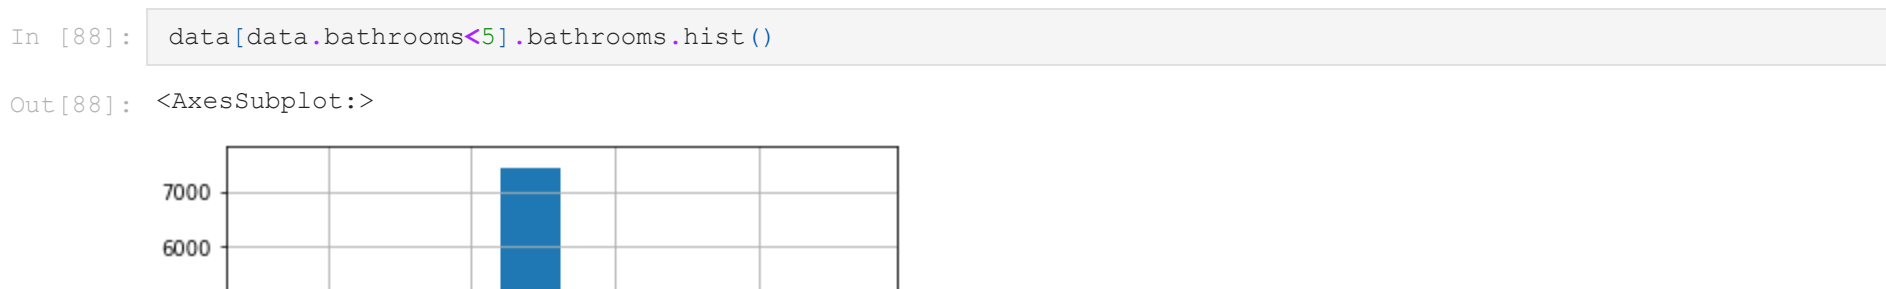 In [88]: data[data.bathrooms<5].bathrooms.hist()
Out[88]: <AxesSubplot:>
7000
6000